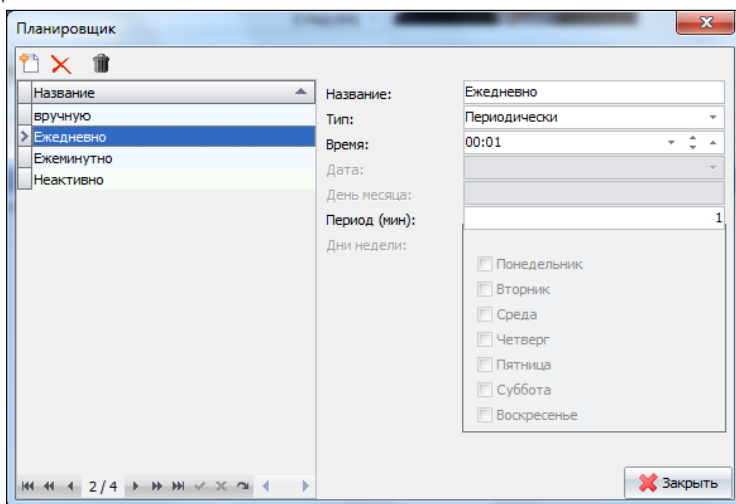 Планировщик
Название
вручную
Ежедневно
Ежеминутно
Неактивно
Название: Ежедневно
Тип: Периодически
Время: 00:01
Дата:
День месяца:
Период (мин): 1
Дни недели:
Понедельник
Вторник
Среда
Четверг
Пятница
Суббота
Воскресенье
2 / 4
Закрыть